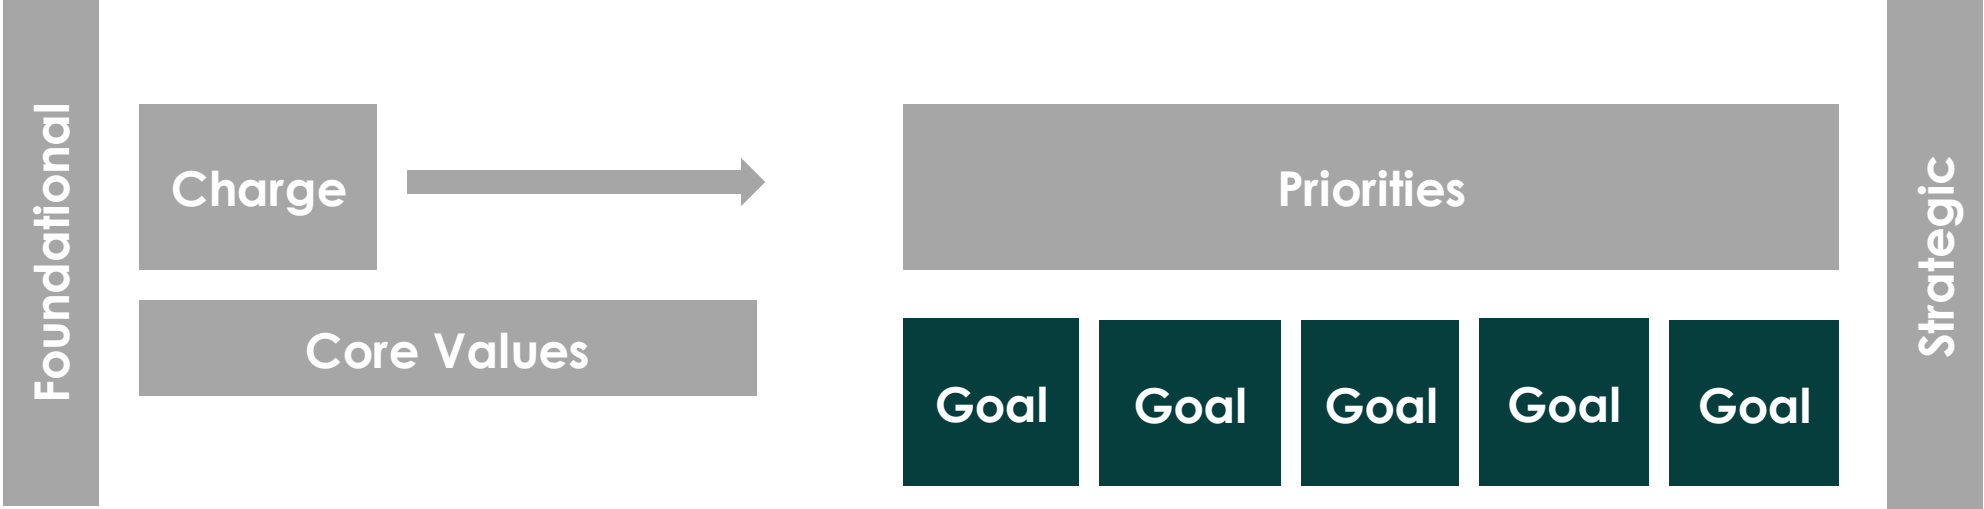 Foundational
Charge
Core Values
Priorities
Goal
Goal
Goal
Goal
Goal
Strategic